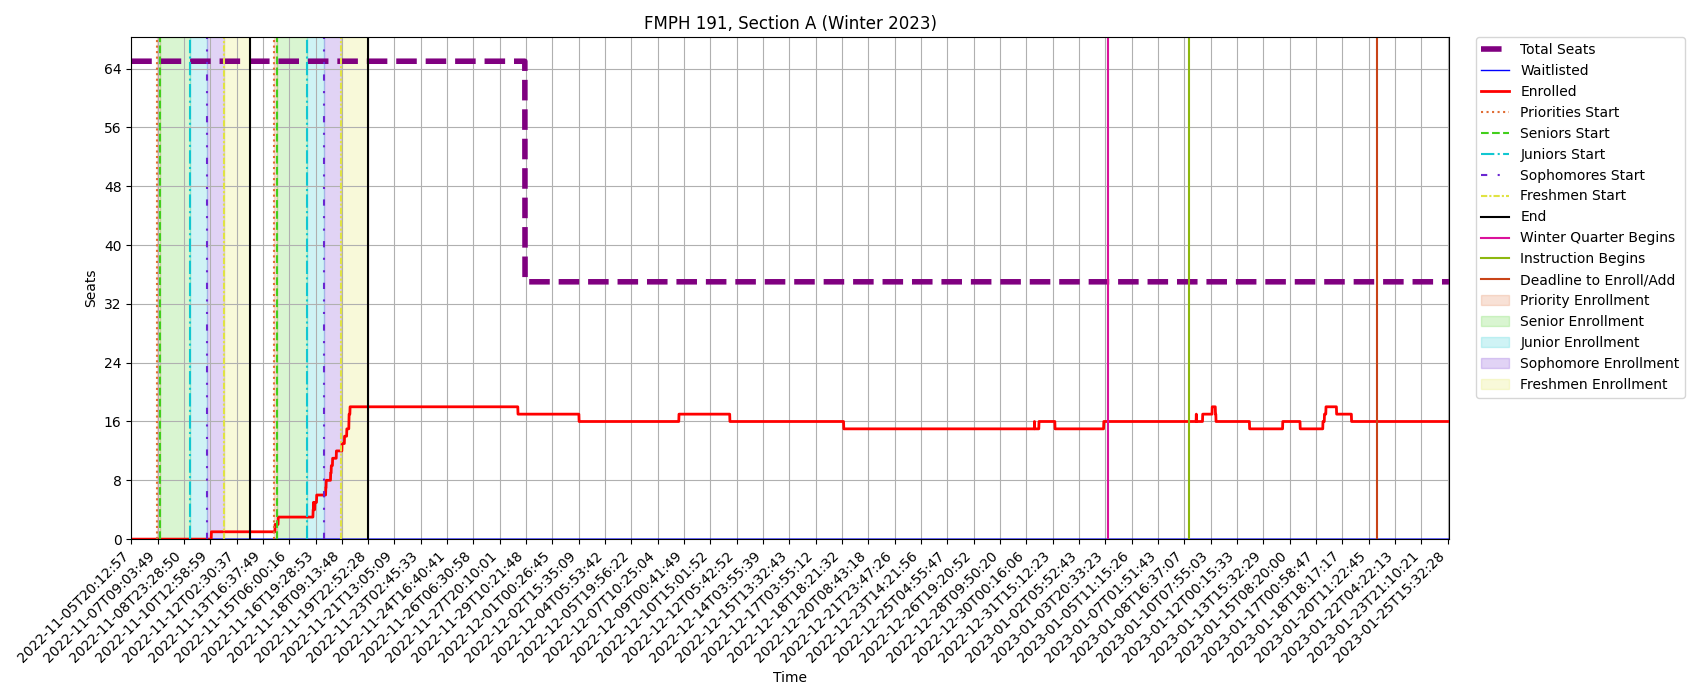 FMPH 191, Section A (Winter 2023)
Seats
64
56
48
40
32
24
16
8
0
2022-11-05T20:12:57
2022-11-07T09:03:49
2022-11-08T23:28:50
2022-11-10T12:58:59
2022-11-12T02:30:37
2022-11-13T16:37:49
2022-11-15T06:00:16
2022-11-16T19:28:53
2022-11-18T09:13:48
2022-11-19T22:52:28
2022-11-21T13:05:09
2022-11-23T02:45:33
2022-11-24T16:40:41
2022-11-26T06:30:58
2022-11-27T20:10:01
2022-11-29T10:21:48
2022-12-01T00:26:45
2022-12-02T15:35:09
2022-12-04T05:53:42
2022-12-05T19:56:22
2022-12-07T10:25:04
2022-12-09T00:41:49
2022-12-10T15:01:52
2022-12-12T05:42:52
2022-12-14T03:55:39
2022-12-15T13:32:43
2022-12-17T03:55:12
2022-12-18T18:21:32
2022-12-20T08:43:18
2022-12-21T23:47:26
2022-12-23T14:21:56
2022-12-25T04:55:47
2022-12-26T19:20:52
2022-12-28T09:50:20
2022-12-30T00:16:06
2022-12-31T15:12:23
2023-01-02T05:52:43
2023-01-03T20:33:23
2023-01-05T11:15:26
2023-01-07T01:51:43
2023-01-08T16:37:07
2023-01-10T07:55:03
2023-01-12T00:15:33
2023-01-13T15:32:29
2023-01-15T08:20:00
2023-01-17T00:58:47
2023-01-18T18:17:17
2023-01-20T11:22:45
2023-01-22T04:22:13
2023-01-23T21:10:21
2023-01-25T15:32:28
Time
Total Seats
Waitlisted
Enrolled
Priorities Start
Seniors Start
Juniors Start
Sophomores Start
Freshmen Start
End
Winter Quarter Begins
Instruction Begins
Deadline to Enroll/Add
Priority Enrollment
Senior Enrollment
Junior Enrollment
Sophomore Enrollment
Freshmen Enrollment